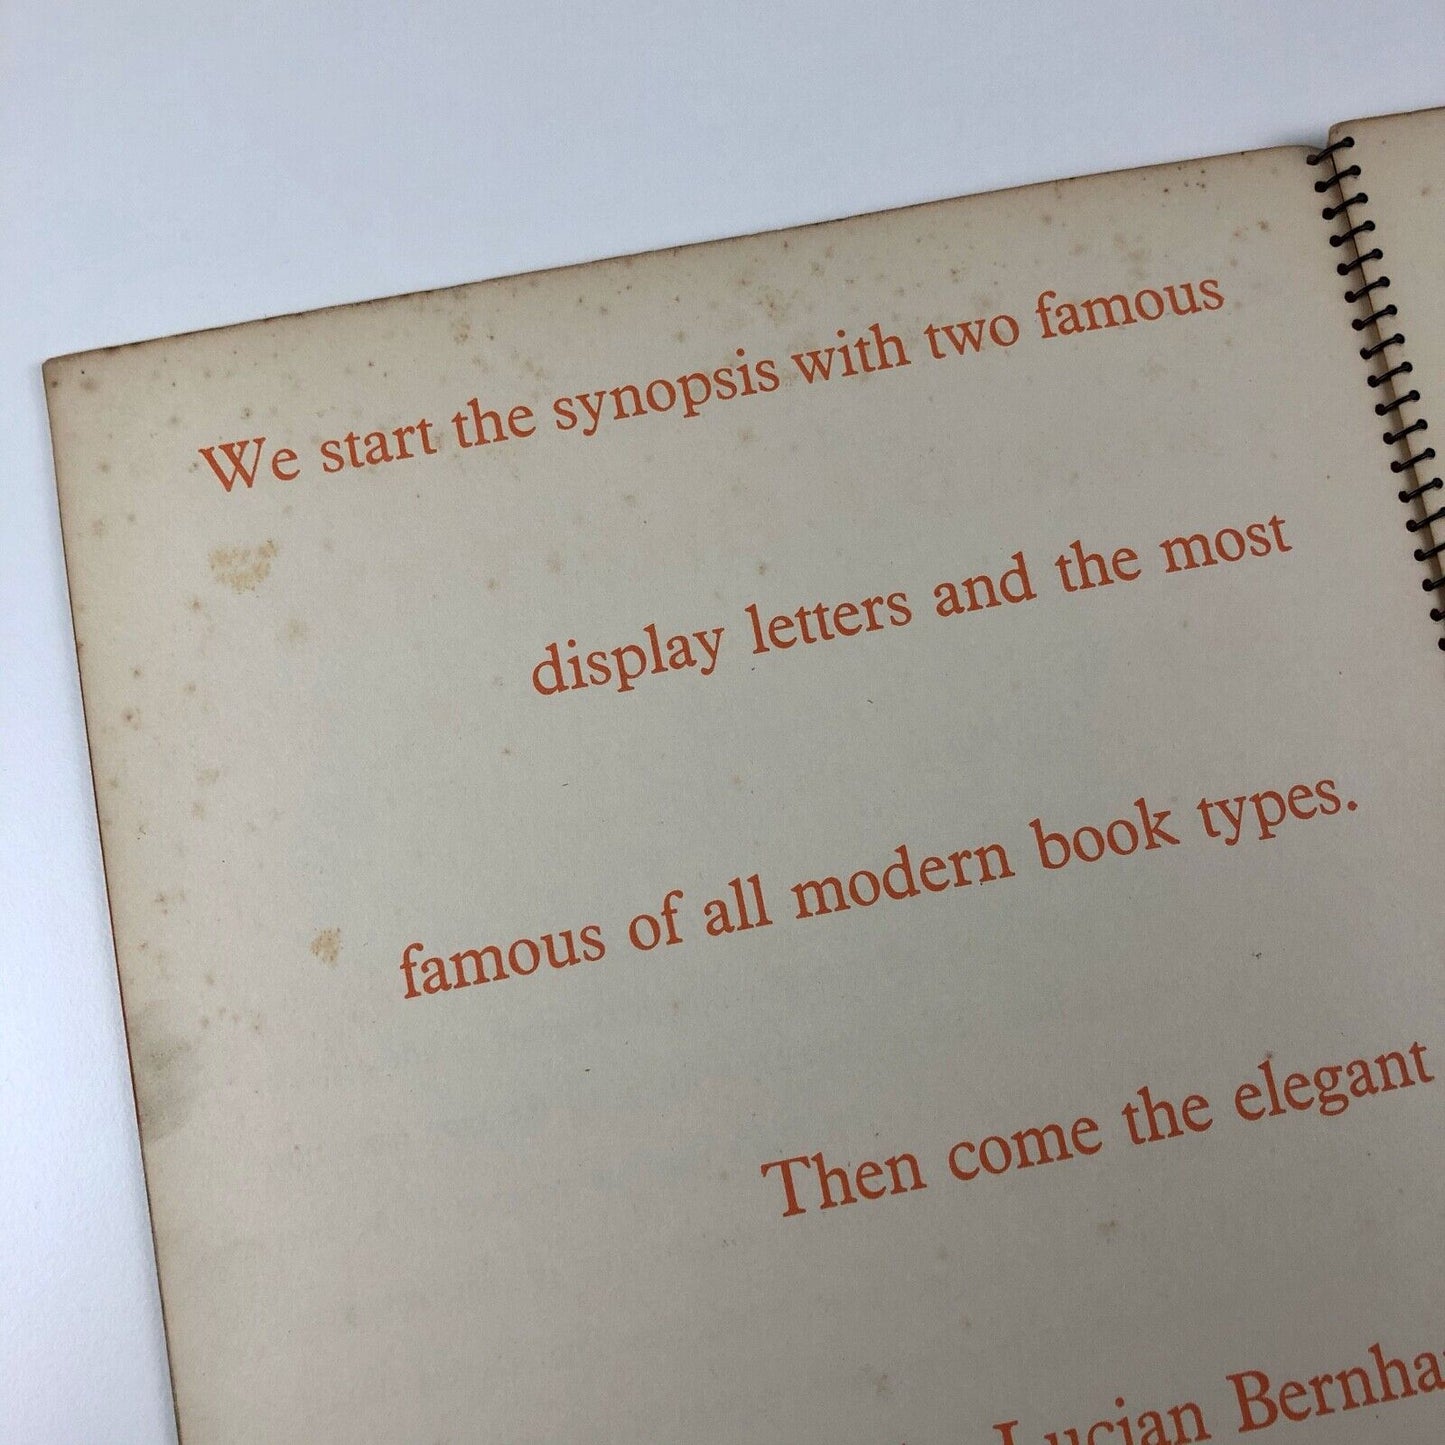 We start the synopsis with two famous
display letters and the most
famous of all modern book types.
Then come the elegant
Lucian